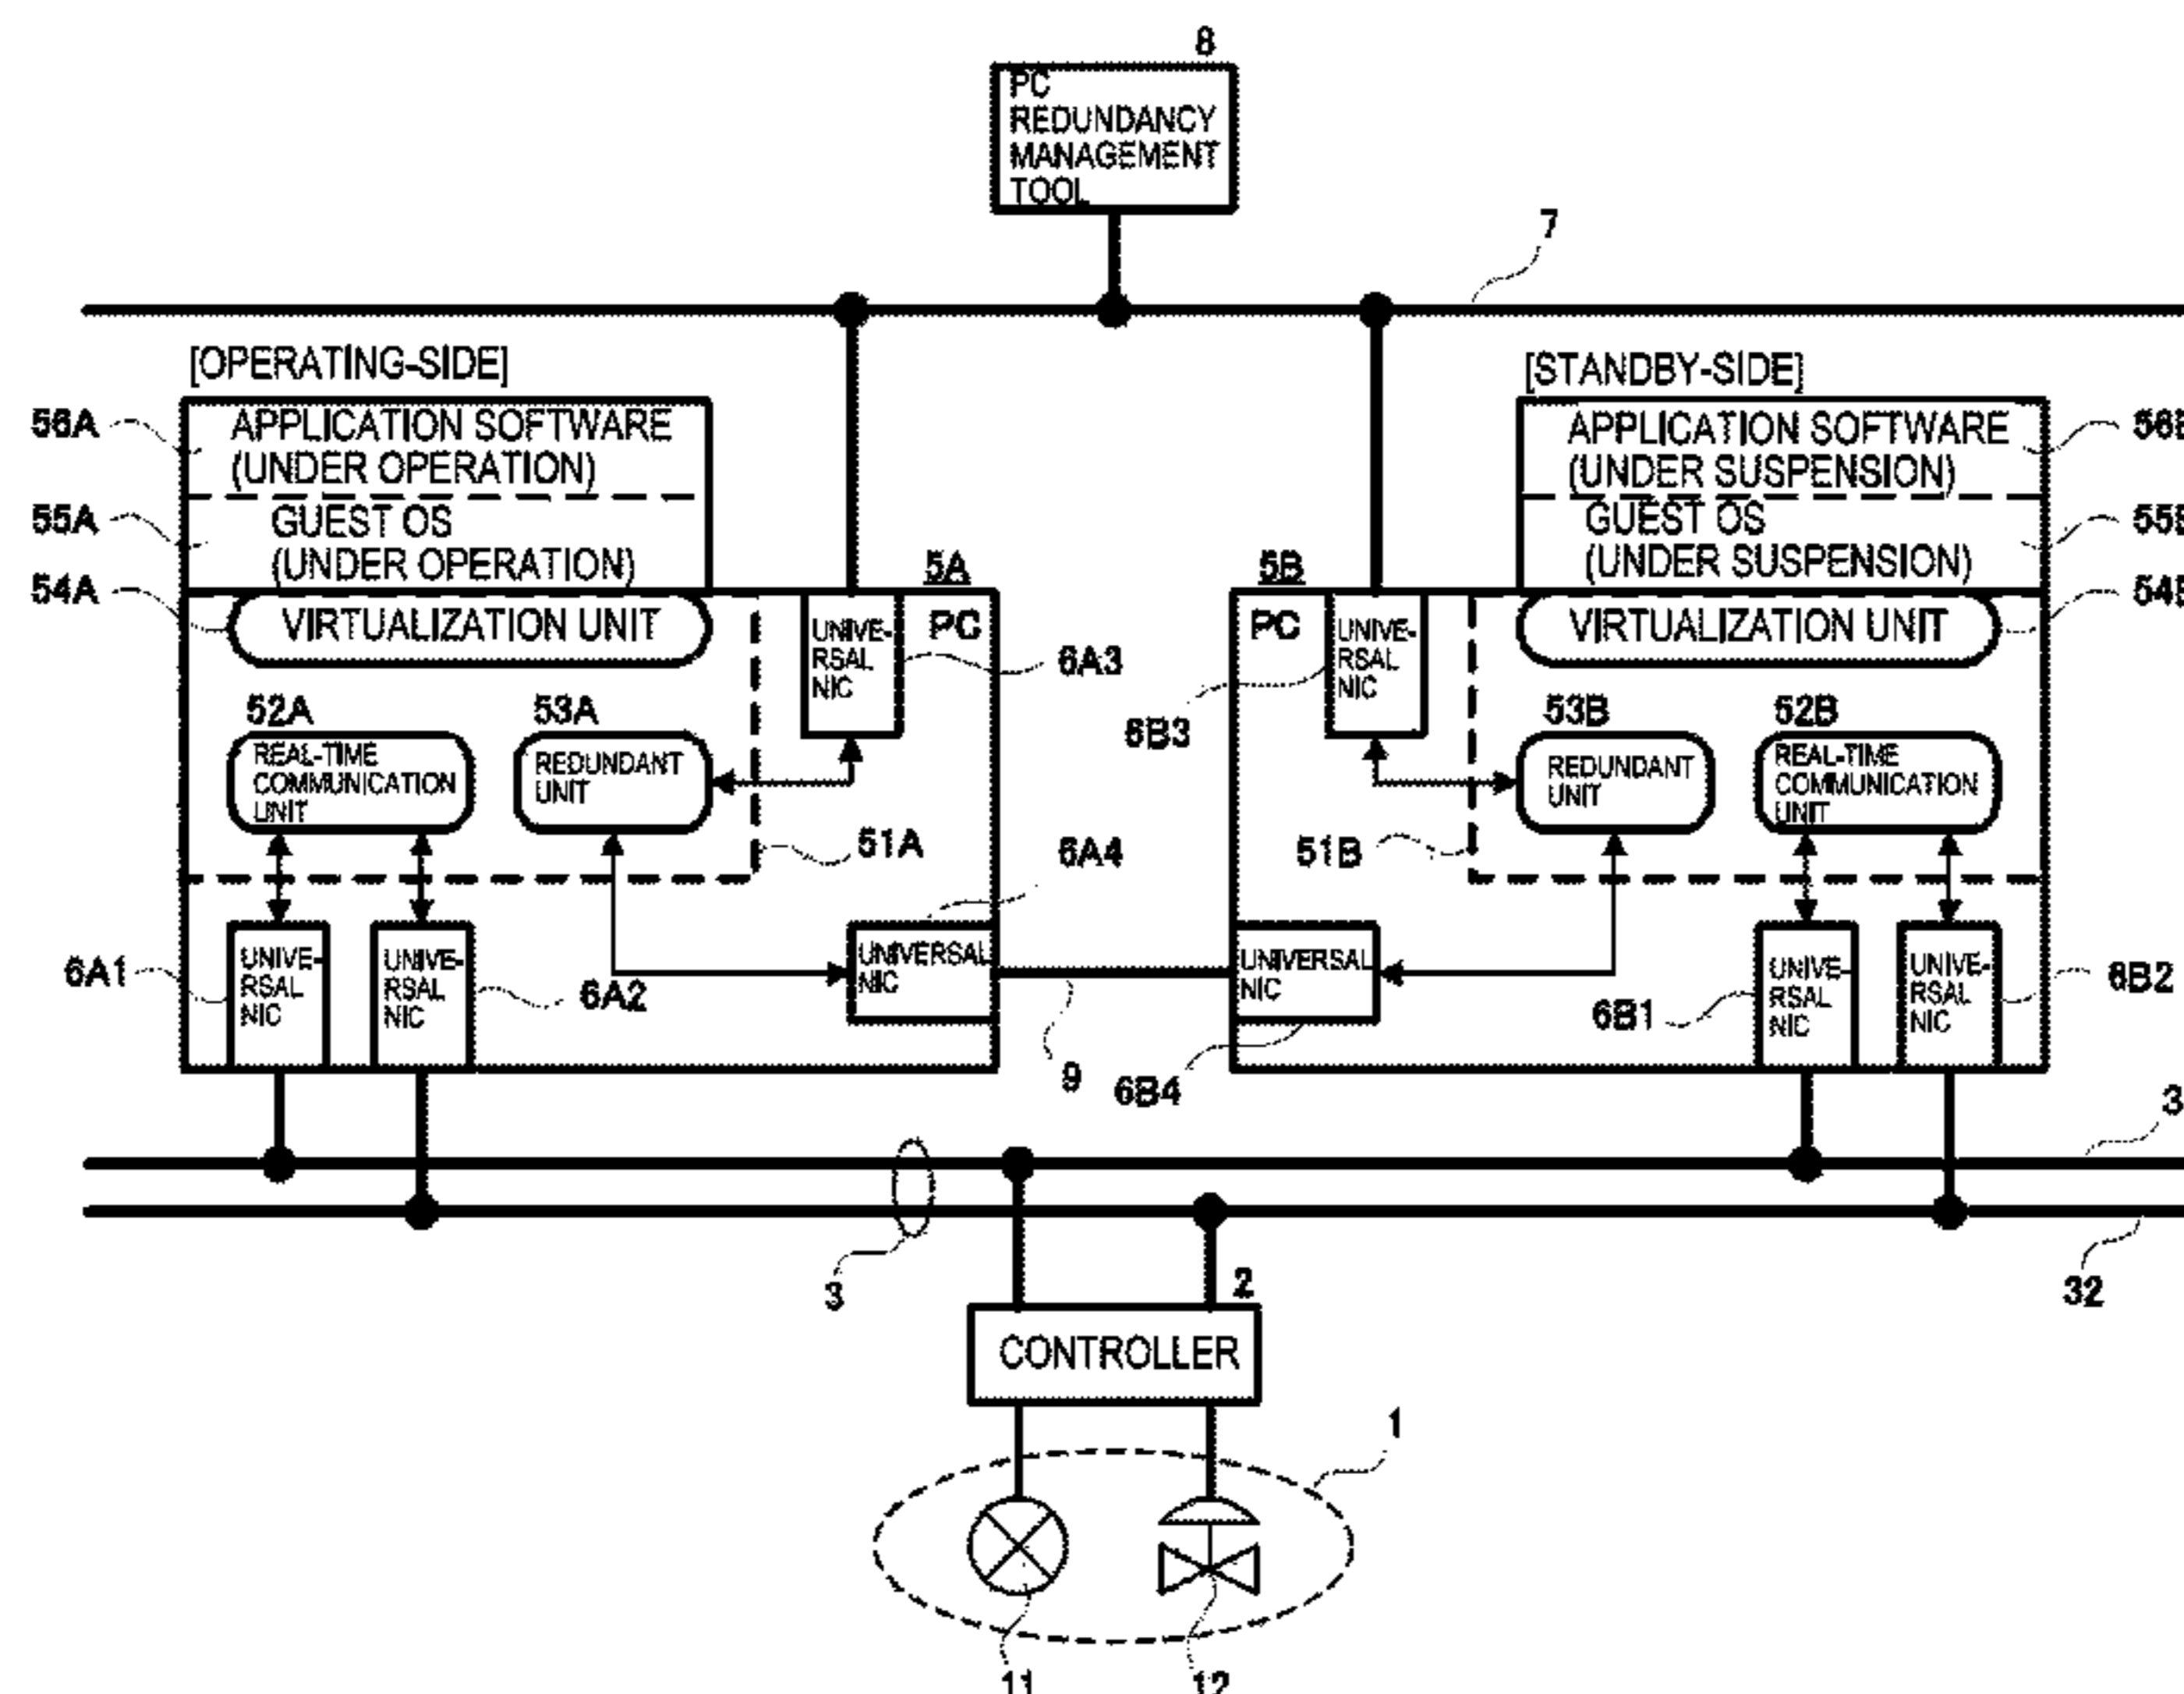 8
PC
REDUNDANCY
MANAGEMENT
TOOL
7
[OPERATING-SIDE]
[STANDBY-SIDE]
56A
APPLICATION SOFTWARE
(UNDER OPERATION)
APPLICATION SOFTWARE
(UNDER SUSPENSION)
55A
GUEST OS
(UNDER OPERATION)
GUEST OS
(UNDER SUSPENSION)
54A
VIRTUALIZATION UNIT
5A
PC
UNIVE-
RSAL
NIC
6A3
5B
PC
UNIVE-
RSAL
NIC
6B3
VIRTUALIZATION UNIT
52A
REAL-TIME
COMMUNICATION
UNIT
53A
REDUNDANT
UNIT
51A
6A4
53B
REDUNDANT
UNIT
52B
REAL-TIME
COMMUNICATION
UNIT
51B
6A1
UNIVE-
RSAL
NIC
UNIVE-
RSAL
NIC
6A2
UNIVERSAL
NIC
9
UNIVERSAL
NIC
6B4
6B1
UNIVE-
RSAL
NIC
UNIVE-
RSAL
NIC
6B2
3
32
2
CONTROLLER
1
11
12